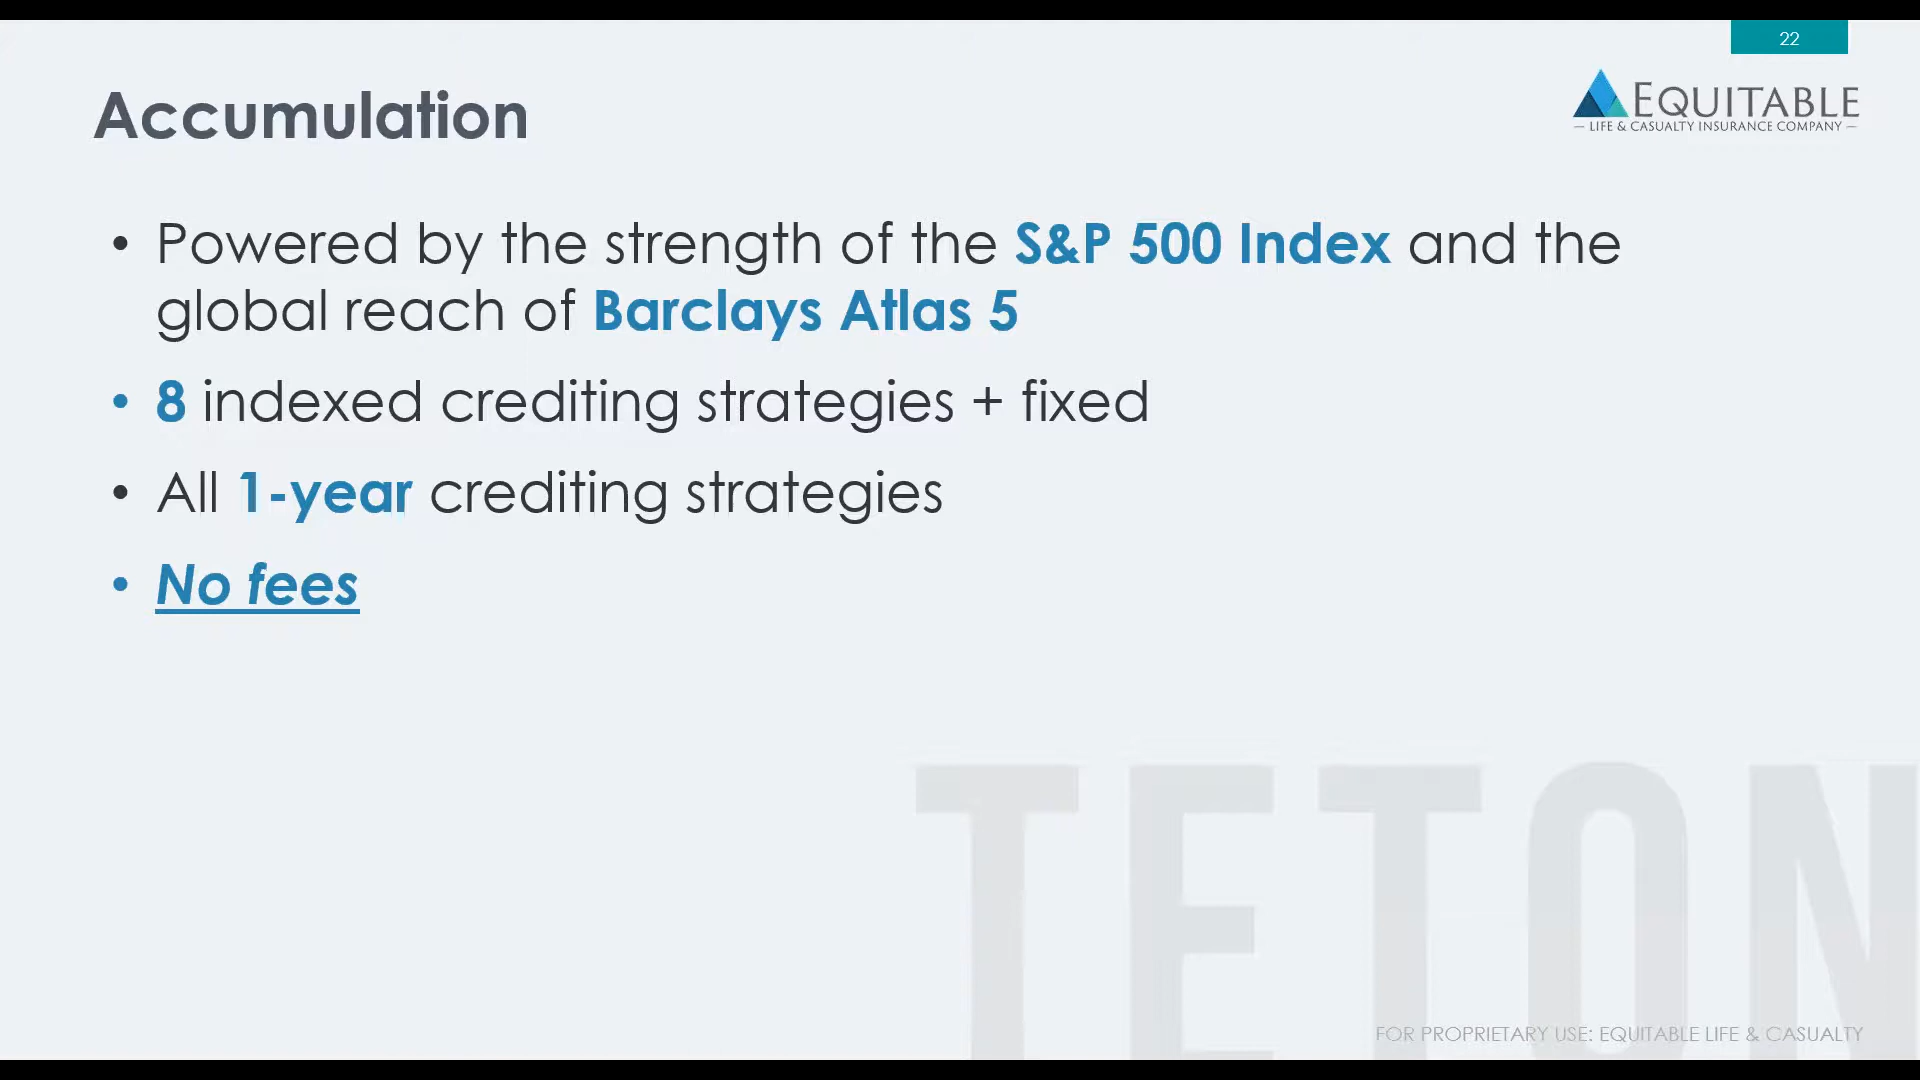 22
EQUITABLE
– LIFE & CASUALTY INSURANCE COMPANY –
Accumulation
• Powered by the strength of the S&P 500 Index and the
global reach of Barclays Atlas 5
• 8 indexed crediting strategies + fixed
• All 1-year crediting strategies
• No fees
TETON
FOR PROPRIETARY USE: EQUITABLE LIFE & CASUALTY